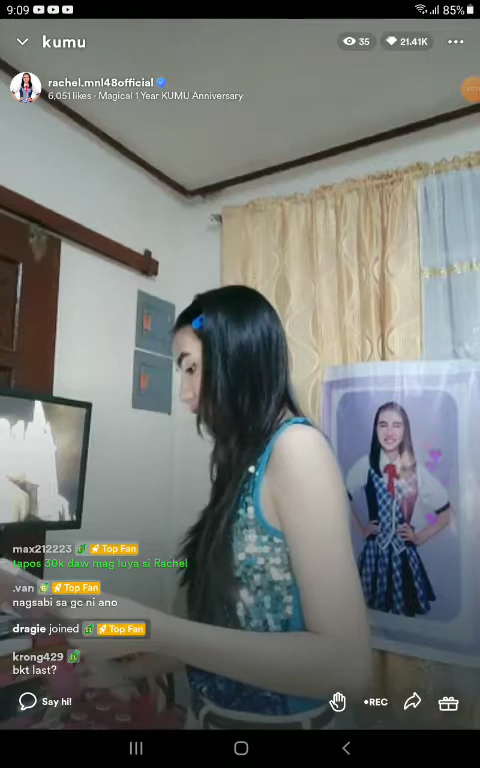 9:09
85%
kumu
35
21.41K
rachel.mnl48official
6,051 likes · Magical 1 Year KUMU Anniversary
max212223 Top Fan
tapos 30k daw mag luya si Rachel
.van Top Fan
nagsabi sa gc ni ano
dragie joined Top Fan
krong429
bkt last?
Say hi!
•REC